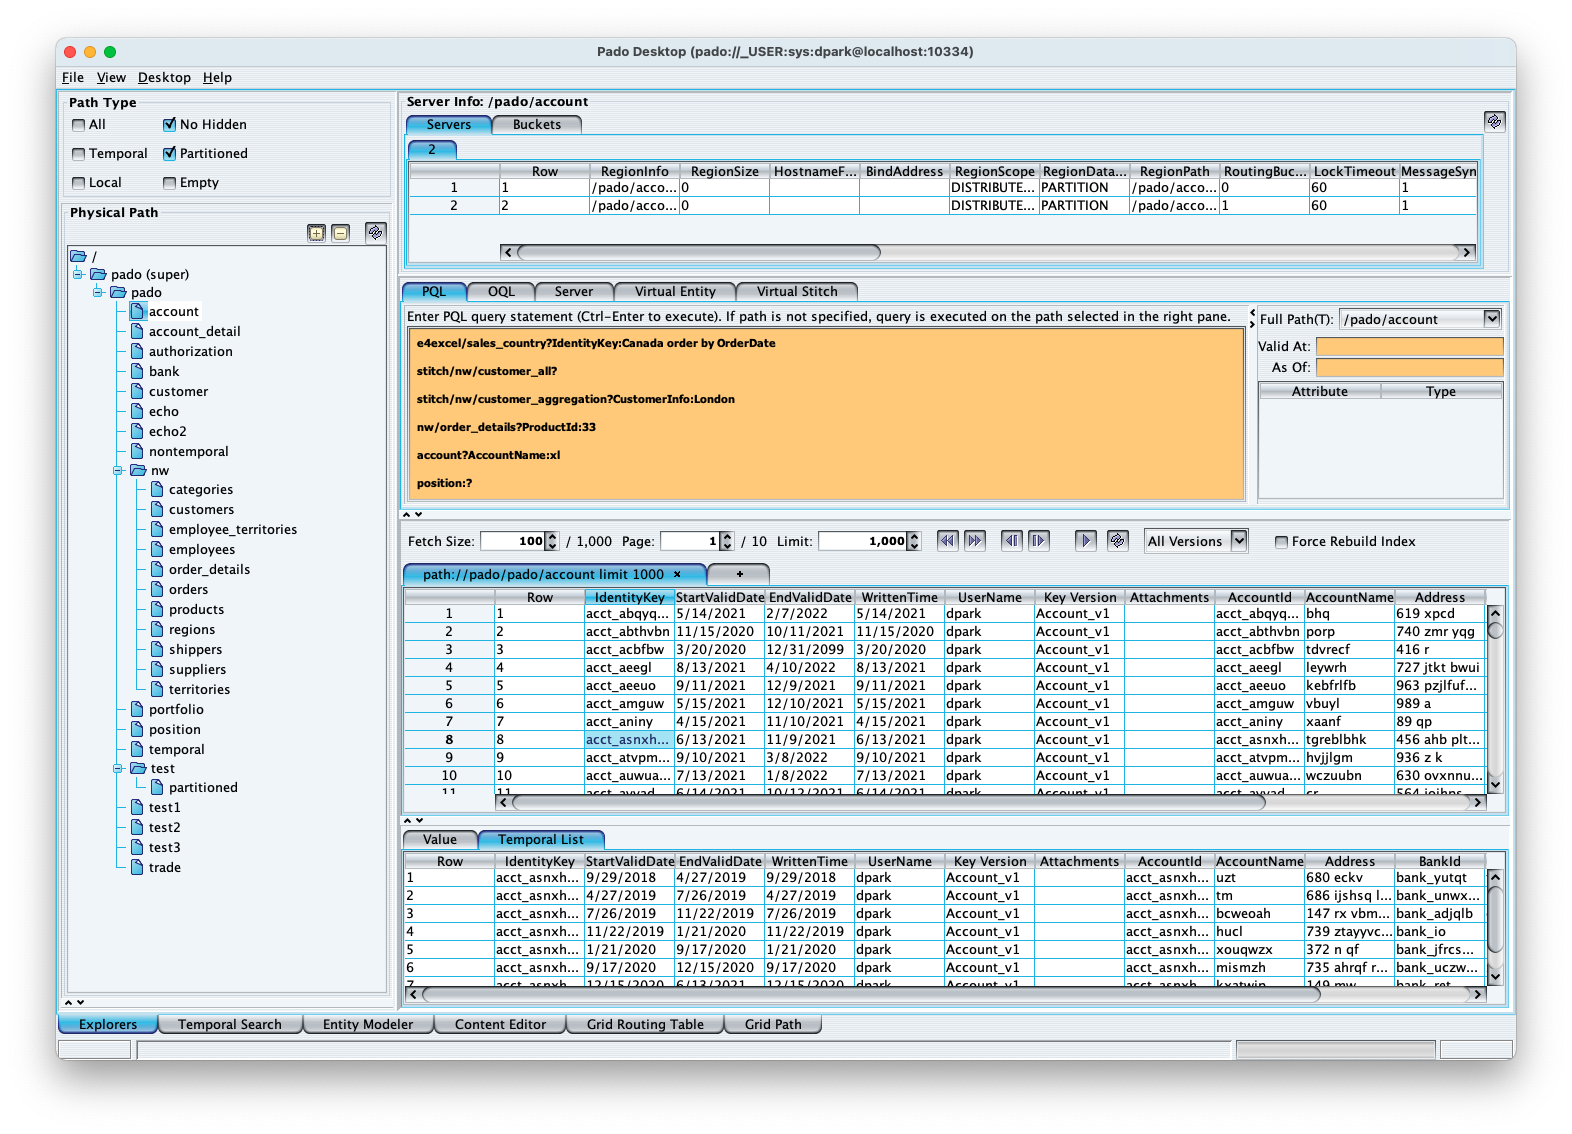 Pado Desktop (pado://_USER:sys:dpark@localhost:10334)
File View Desktop Help
Path Type
All No Hidden
Temporal Partitioned
Local Empty
Physical Path
/
pado (super)
pado
account
account_detail
authorization
bank
customer
echo
echo2
nontemporal
nw
categories
customers
employee_territories
employees
order_details
orders
products
regions
shippers
suppliers
territories
portfolio
position
temporal
test
partitioned
test1
test2
test3
trade
Server Info: /pado/account
Servers Buckets
2
Row RegionInfo RegionSize HostnameF... BindAddress RegionScope RegionData... RegionPath RoutingBuc... LockTimeout MessageSyn
1 1 /pado/acco... 0 DISTRIBUTE... PARTITION /pado/acco... 0 60 1
2 2 /pado/acco... 0 DISTRIBUTE... PARTITION /pado/acco... 1 60 1
PQL OQL Server Virtual Entity Virtual Stitch
Enter PQL query statement (Ctrl-Enter to execute). If path is not specified, query is executed on the path selected in the right pane.
e4excel/sales_country?IdentityKey:Canada order by OrderDate
stitch/nw/customer_all?
stitch/nw/customer_aggregation?CustomerInfo:London
nw/order_details?ProductId:33
account?AccountName:xl
position:?
Full Path(T): /pado/account
Valid At:
As Of:
Attribute Type
Fetch Size: 100 / 1,000 Page: 1 / 10 Limit: 1,000 All Versions Force Rebuild Index
path://pado/pado/account limit 1000 × +
Row IdentityKey StartValidDate EndValidDate WrittenTime UserName Key Version Attachments AccountId AccountName Address
1 1 acct_abqyq... 5/14/2021 2/7/2022 5/14/2021 dpark Account_v1 acct_abqyq... bhq 619 xpcd
2 2 acct_abthvbn 11/15/2020 10/11/2021 11/15/2020 dpark Account_v1 acct_abthvbn porp 740 zmr yqg
3 3 acct_acbfbw 3/20/2020 12/31/2099 3/20/2020 dpark Account_v1 acct_acbfbw tdvrecf 416 r
4 4 acct_aeegl 8/13/2021 4/10/2022 8/13/2021 dpark Account_v1 acct_aeegl leywrh 727 jtkt bwui
5 5 acct_aeeuo 9/11/2021 12/9/2021 9/11/2021 dpark Account_v1 acct_aeeuo kebfrlfb 963 pzjlfuf...
6 6 acct_amguw 5/15/2021 12/10/2021 5/15/2021 dpark Account_v1 acct_amguw vbuyl 989 a
7 7 acct_aniny 4/15/2021 11/10/2021 4/15/2021 dpark Account_v1 acct_aniny xaanf 89 qp
8 8 acct_asnxh... 6/13/2021 11/9/2021 6/13/2021 dpark Account_v1 acct_asnxh... tgreblbhk 456 ahb plt...
9 9 acct_atvpm... 9/10/2021 3/8/2022 9/10/2021 dpark Account_v1 acct_atvpm... hvjjlgm 936 z k
10 10 acct_auwua... 7/13/2021 1/8/2022 7/13/2021 dpark Account_v1 acct_auwua... wczuubn 630 ovxnnu...
11 11 6/14/2021 10/12/2021 6/14/2021 dpark Account_v1
Value Temporal List
Row IdentityKey StartValidDate EndValidDate WrittenTime UserName Key Version Attachments AccountId AccountName Address BankId
1 acct_asnxh... 9/29/2018 4/27/2019 9/29/2018 dpark Account_v1 acct_asnxh... uzt 680 eckv bank_yutqt
2 acct_asnxh... 4/27/2019 7/26/2019 4/27/2019 dpark Account_v1 acct_asnxh... tm 686 ijshsq l... bank_unwx...
3 acct_asnxh... 7/26/2019 11/22/2019 7/26/2019 dpark Account_v1 acct_asnxh... bcweoah 147 rx vbm... bank_adjqlb
4 acct_asnxh... 11/22/2019 1/21/2020 11/22/2019 dpark Account_v1 acct_asnxh... hucl 739 ztayyvc... bank_io
5 acct_asnxh... 1/21/2020 9/17/2020 1/21/2020 dpark Account_v1 acct_asnxh... xouqwzx 372 n qf bank_jfrcs...
6 acct_asnxh... 9/17/2020 12/15/2020 9/17/2020 dpark Account_v1 acct_asnxh... mismzh 735 ahrqf r... bank_uczw...
7 acct_asnxh... 12/15/2020 6/13/2021 12/15/2020 dpark Account_v1 acct_asnxh... kxatwin 149 mw
Explorers Temporal Search Entity Modeler Content Editor Grid Routing Table Grid Path